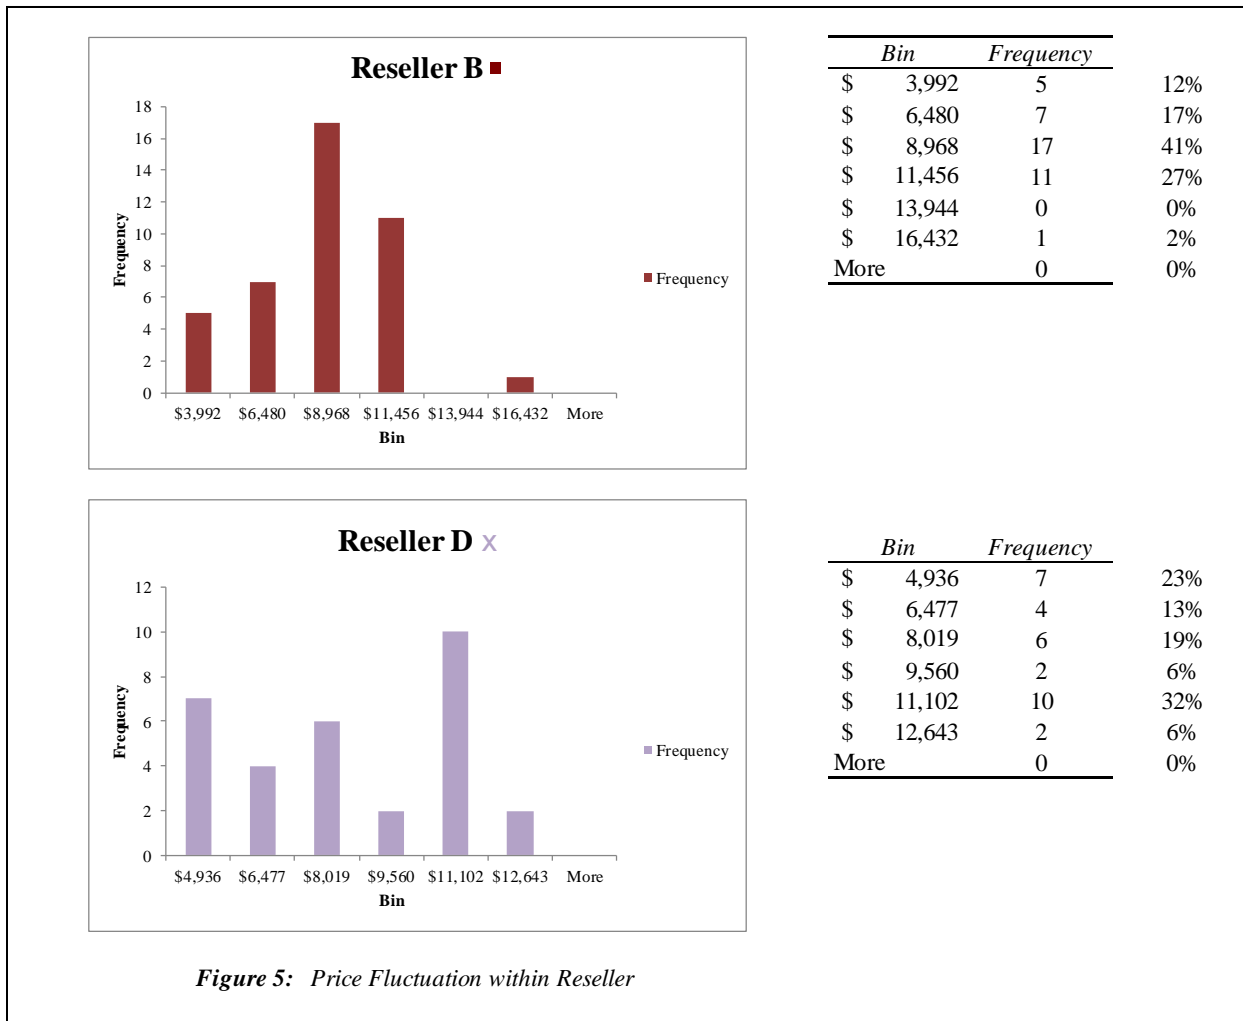 Reseller B
18
16
14
12
10
8
6
4
2
0
Frequency
$3,992 $6,480 $8,968 $11,456 $13,944 $16,432 More
Bin
Frequency
Bin Frequency
$ 3,992 5 12%
$ 6,480 7 17%
$ 8,968 17 41%
$ 11,456 11 27%
$ 13,944 0 0%
$ 16,432 1 2%
More 0 0%
Reseller D x
12
10
8
6
4
2
0
Frequency
$4,936 $6,477 $8,019 $9,560 $11,102 $12,643 More
Bin
Frequency
Bin Frequency
$ 4,936 7 23%
$ 6,477 4 13%
$ 8,019 6 19%
$ 9,560 2 6%
$ 11,102 10 32%
$ 12,643 2 6%
More 0 0%
Figure 5: Price Fluctuation within Reseller